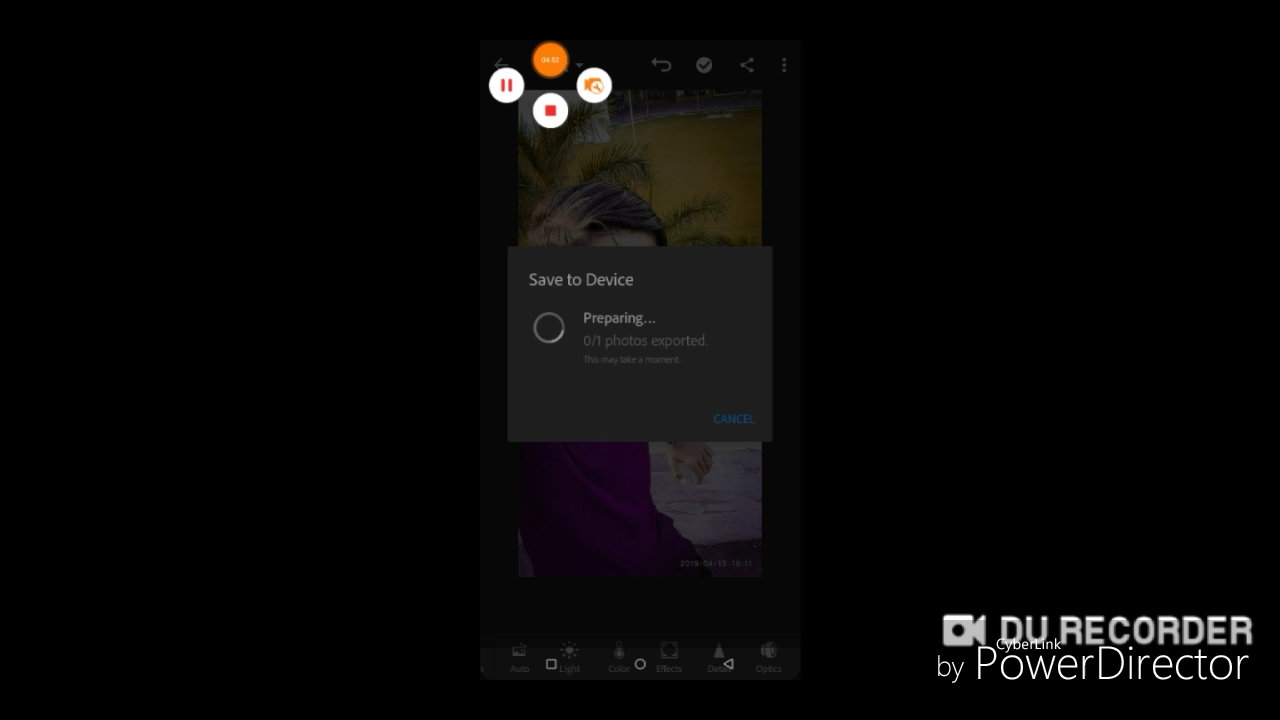 04:52
Save to Device
Preparing...
0/1 photos exported.
This may take a moment.
CANCEL
2019/04/13 16:11
Auto
Light
Color
Effects
Optics
DU RECORDER
CyberLink
by PowerDirector